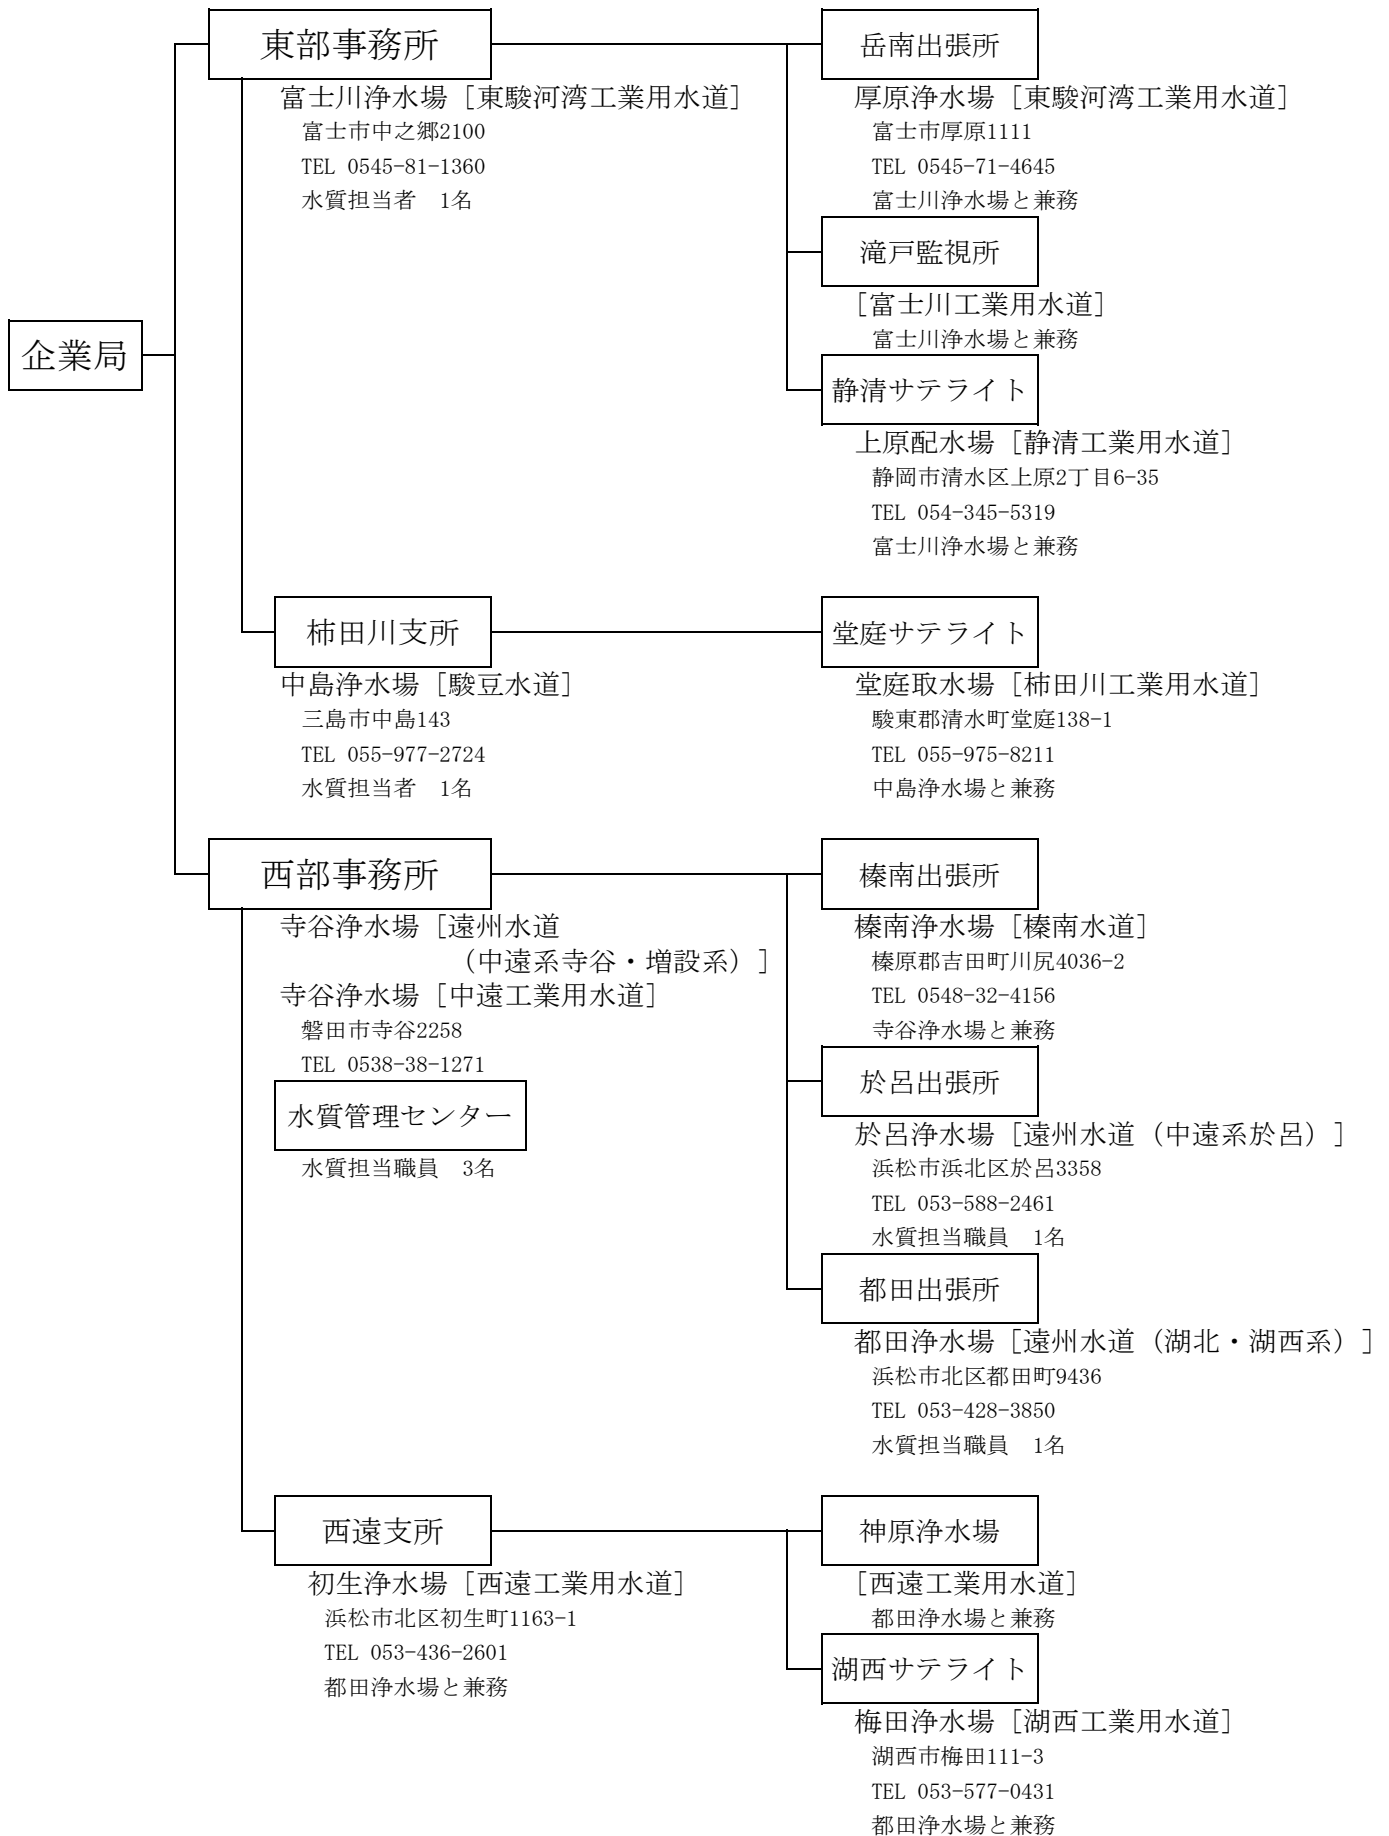 企業局
東部事務所
富士川浄水場［東駿河湾工業用水道］
富士市中之郷2100
TEL 0545-81-1360
水質担当者　1名
岳南出張所
厚原浄水場［東駿河湾工業用水道］
富士市厚原1111
TEL 0545-71-4645
富士川浄水場と兼務
滝戸監視所
［富士川工業用水道］
富士川浄水場と兼務
静清サテライト
上原配水場［静清工業用水道］
静岡市清水区上原2丁目6-35
TEL 054-345-5319
富士川浄水場と兼務
柿田川支所
中島浄水場［駿豆水道］
三島市中島143
TEL 055-977-2724
水質担当者　1名
堂庭サテライト
堂庭取水場［柿田川工業用水道］
駿東郡清水町堂庭138-1
TEL 055-975-8211
中島浄水場と兼務
西部事務所
寺谷浄水場［遠州水道
（中遠系寺谷・増設系）］
寺谷浄水場［中遠工業用水道］
磐田市寺谷2258
TEL 0538-38-1271
水質管理センター
水質担当職員　3名
榛南出張所
榛南浄水場［榛南水道］
榛原郡吉田町川尻4036-2
TEL 0548-32-4156
寺谷浄水場と兼務
於呂出張所
於呂浄水場［遠州水道（中遠系於呂）］
浜松市浜北区於呂3358
TEL 053-588-2461
水質担当職員　1名
都田出張所
都田浄水場［遠州水道（湖北・湖西系）］
浜松市北区都田町9436
TEL 053-428-3850
水質担当職員　1名
西遠支所
初生浄水場［西遠工業用水道］
浜松市北区初生町1163-1
TEL 053-436-2601
都田浄水場と兼務
神原浄水場
［西遠工業用水道］
都田浄水場と兼務
湖西サテライト
梅田浄水場［湖西工業用水道］
湖西市梅田111-3
TEL 053-577-0431
都田浄水場と兼務